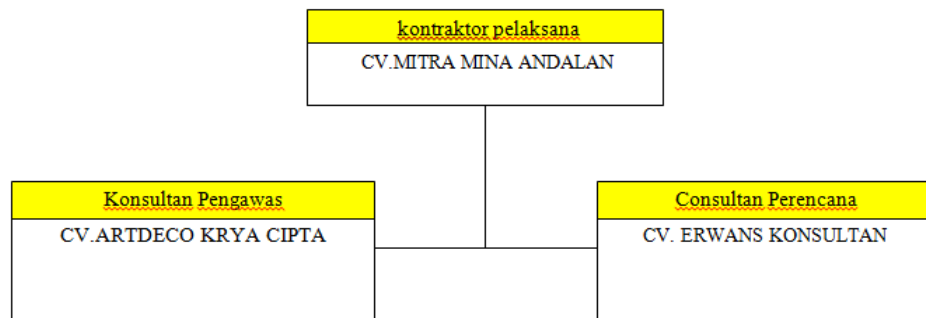 kontraktor pelaksana
CV.MITRA MINA ANDALAN
Konsultan Pengawas
CV.ARTDECO KRYA CIPTA
Consultan Perencana
CV. ERWANS KONSULTAN